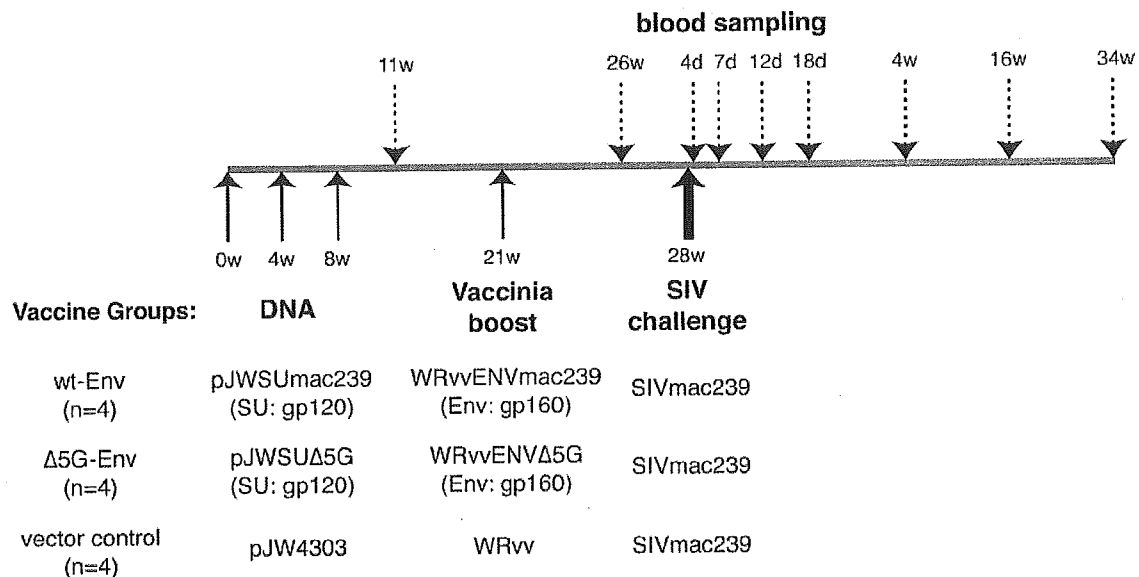 blood sampling
11w 26w 4d 7d 12d 18d 4w 16w 34w
0w 4w 8w 21w 28w
Vaccine Groups: DNA Vaccinia boost SIV challenge
wt-Env (n=4) pJWSUmac239 (SU: gp120) WRvvENVmac239 (Env: gp160) SIVmac239
Δ5G-Env (n=4) pJWSUΔ5G (SU: gp120) WRvvENVΔ5G (Env: gp160) SIVmac239
vector control (n=4) pJW4303 WRvv SIVmac239